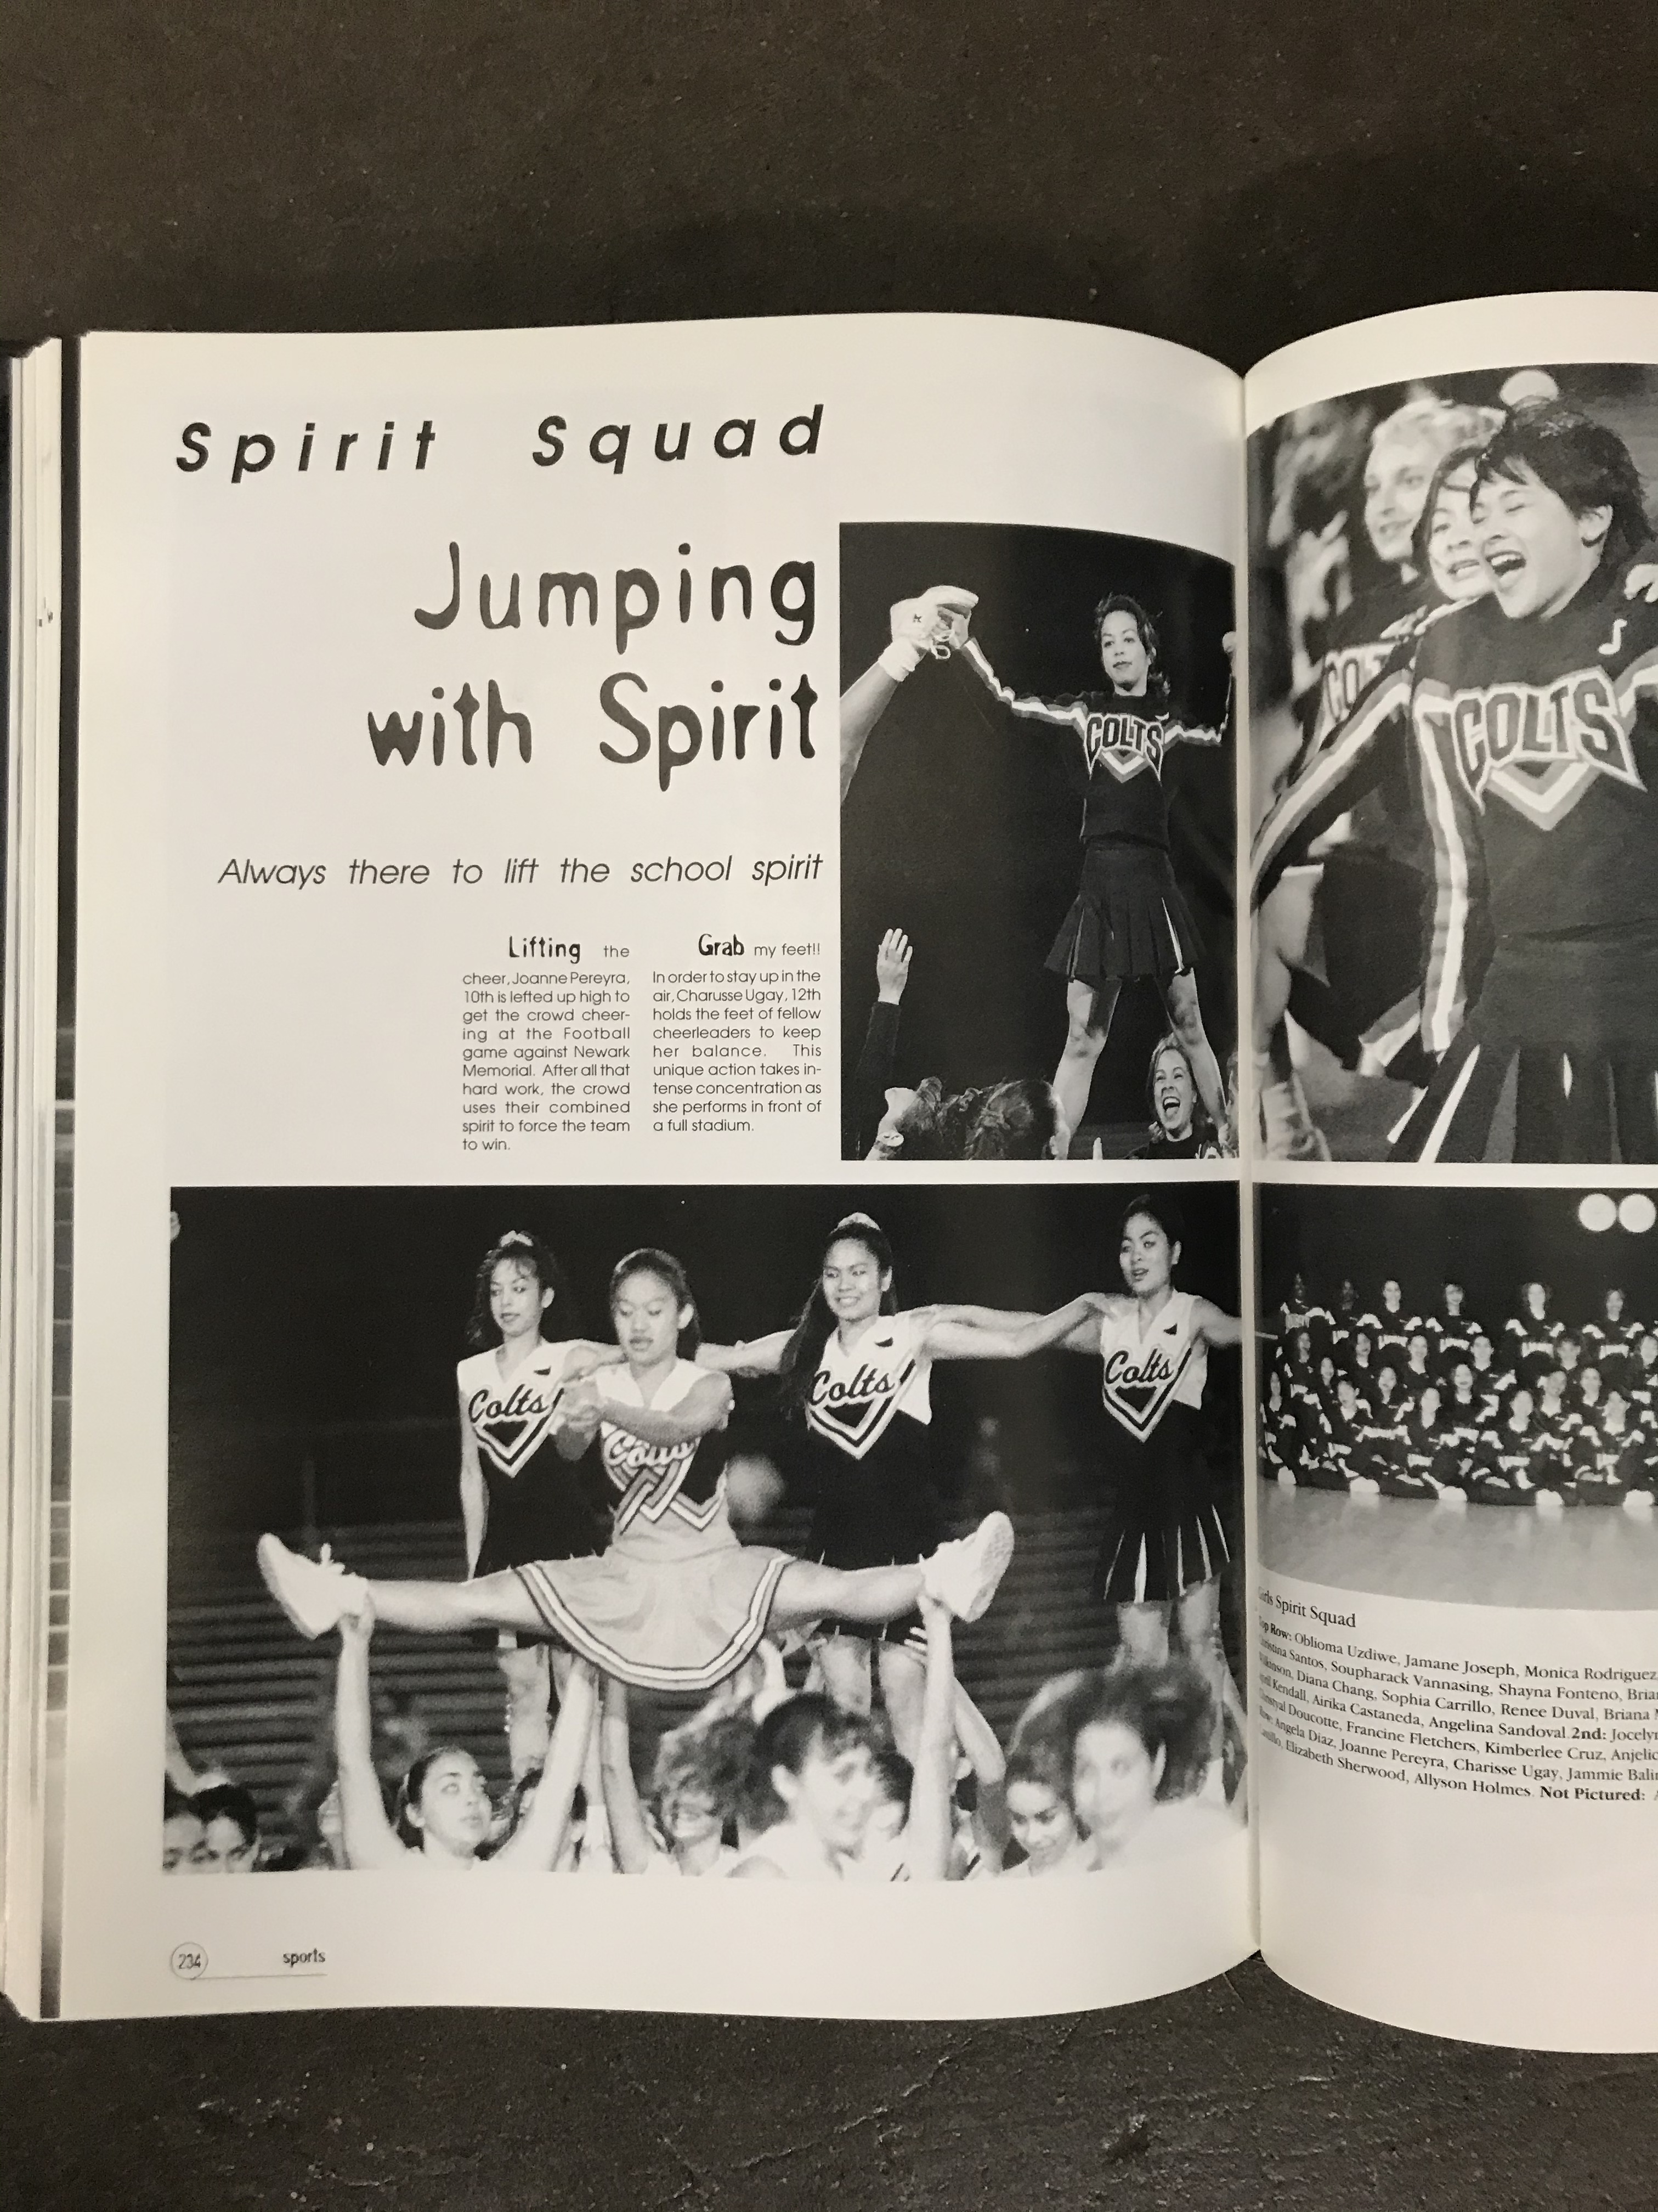 Spirit Squad
Jumping
with Spirit
Always there to lift the school spirit
Lifting the
cheer, Joanne Pereyra,
10th is lefted up high to
get the crowd cheer-
ing at the Football
game against Newark
Memorial. After all that
hard work, the crowd
uses their combined
spirit to force the team
to win.
Grab my feet!!
In order to stay up in the
air, Charusse Ugay, 12th
holds the feet of fellow
cheerleaders to keep
her balance. This
unique action takes in-
tense concentration as
she performs in front of
a full stadium.
COLTS
Colts
Colts
Colts
Colts
234 sports
COLTS
COLTS
Spirit Squad
Row: Oblioma Uzdiwe, Jamane Joseph, Monica Rodriguez,
Santos, Soupharack Vannasing, Shayna Fonteno,
Diana Chang, Sophia Carrillo, Renee Duval, Briana
Kendall, Airika Castaneda, Angelina Sandoval 2nd:
Doucotte, Francine Fletchers, Kimberlee Cruz,
Angela Diaz, Joanne Pereyra, Charisse Ugay, Jammie
Elizabeth Sherwood, Allyson Holmes. Not Pictured: